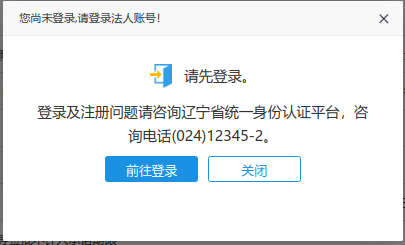 您尚未登录,请登录法人账号!
请先登录。
登录及注册问题请咨询辽宁省统一身份认证平台，咨
询电话(024)12345-2。
前往登录
关闭